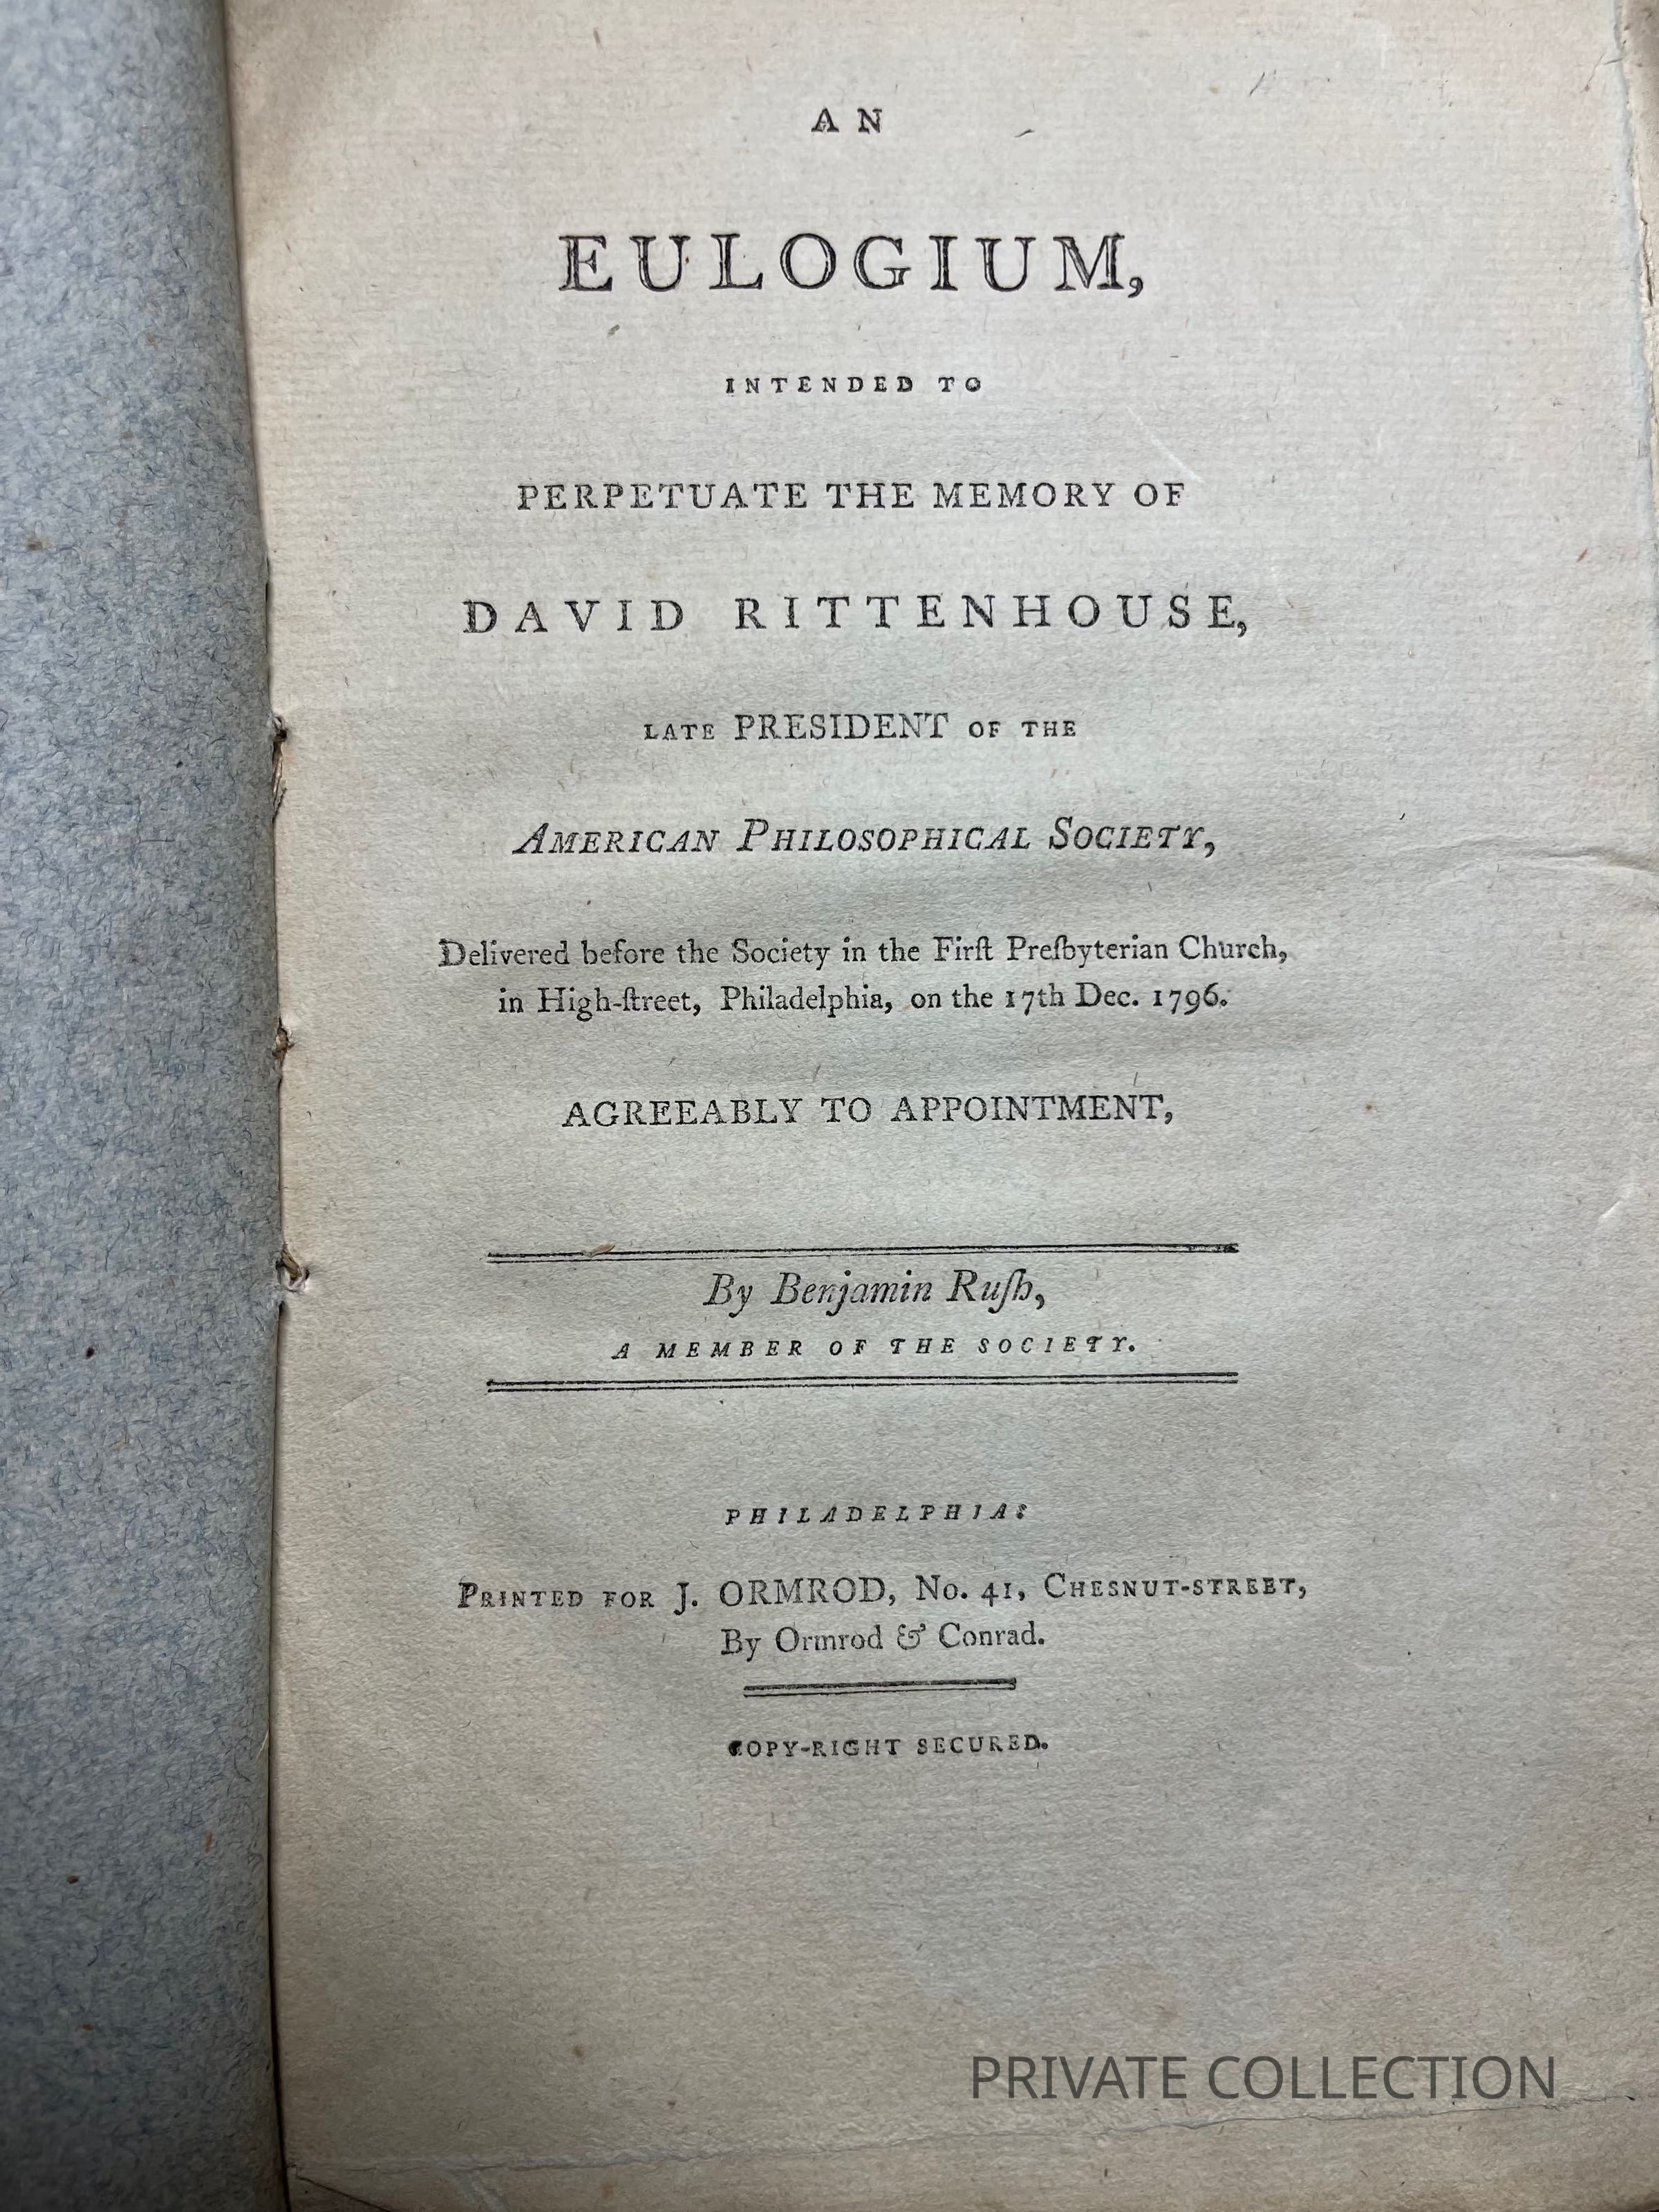 AN
EULOGIUM,
INTENDED TO
PERPETUATE THE MEMORY OF
DAVID RITTENHOUSE,
LATE PRESIDENT OF THE
AMERICAN PHILOSOPHICAL SOCIETY,
Delivered before the Society in the Firſt Preſbyterian Church,
in High-ſtreet, Philadelphia, on the 17th Dec. 1796.
AGREEABLY TO APPOINTMENT,
By Benjamin Ruſh,
A MEMBER OF THE SOCIETY.
PHILADELPHIA:
PRINTED FOR J. ORMROD, No. 41, CHESNUT-STREET,
By Ormrod & Conrad.
COPY-RIGHT SECURED.
PRIVATE COLLECTION